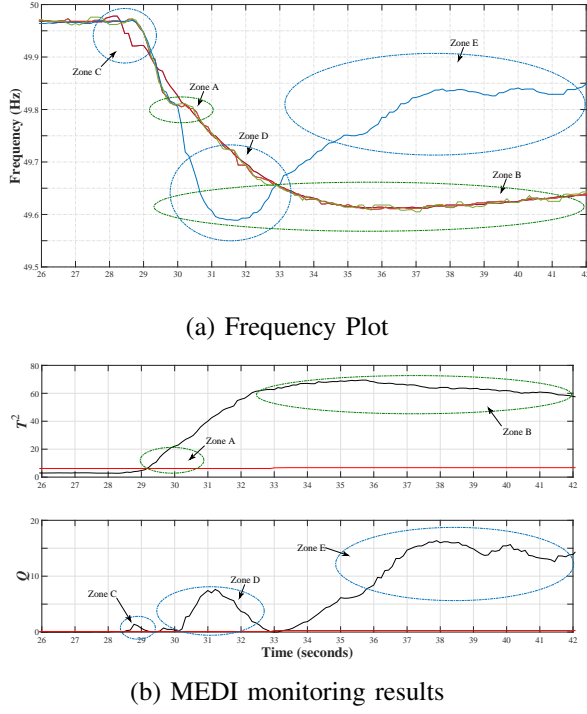 50
49.9
49.8
49.7
49.6
49.5
Frequency (Hz)
Zone C
Zone A
Zone D
Zone E
Zone B
26 27 28 29 30 31 32 33 34 35 36 37 38 39 40 41 42
(a) Frequency Plot
80
60
40
20
0
T²
Zone A
Zone B
26 27 28 29 30 31 32 33 34 35 36 37 38 39 40 41 42
20
15
10
5
0
Q
Zone C
Zone D
Zone E
26 27 28 29 30 31 32 33 34 35 36 37 38 39 40 41 42
Time (seconds)
(b) MEDI monitoring results